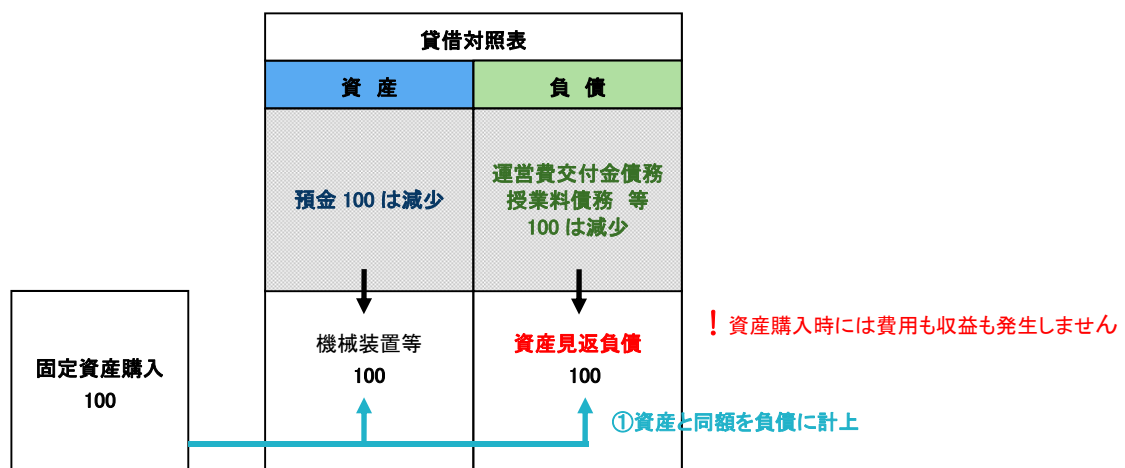 貸借対照表
資 産
負 債
預金 100 は減少
運営費交付金債務
授業料債務 等
100 は減少
固定資産購入
100
機械装置等
100
資産見返負債
100
！資産購入時には費用も収益も発生しません
①資産と同額を負債に計上